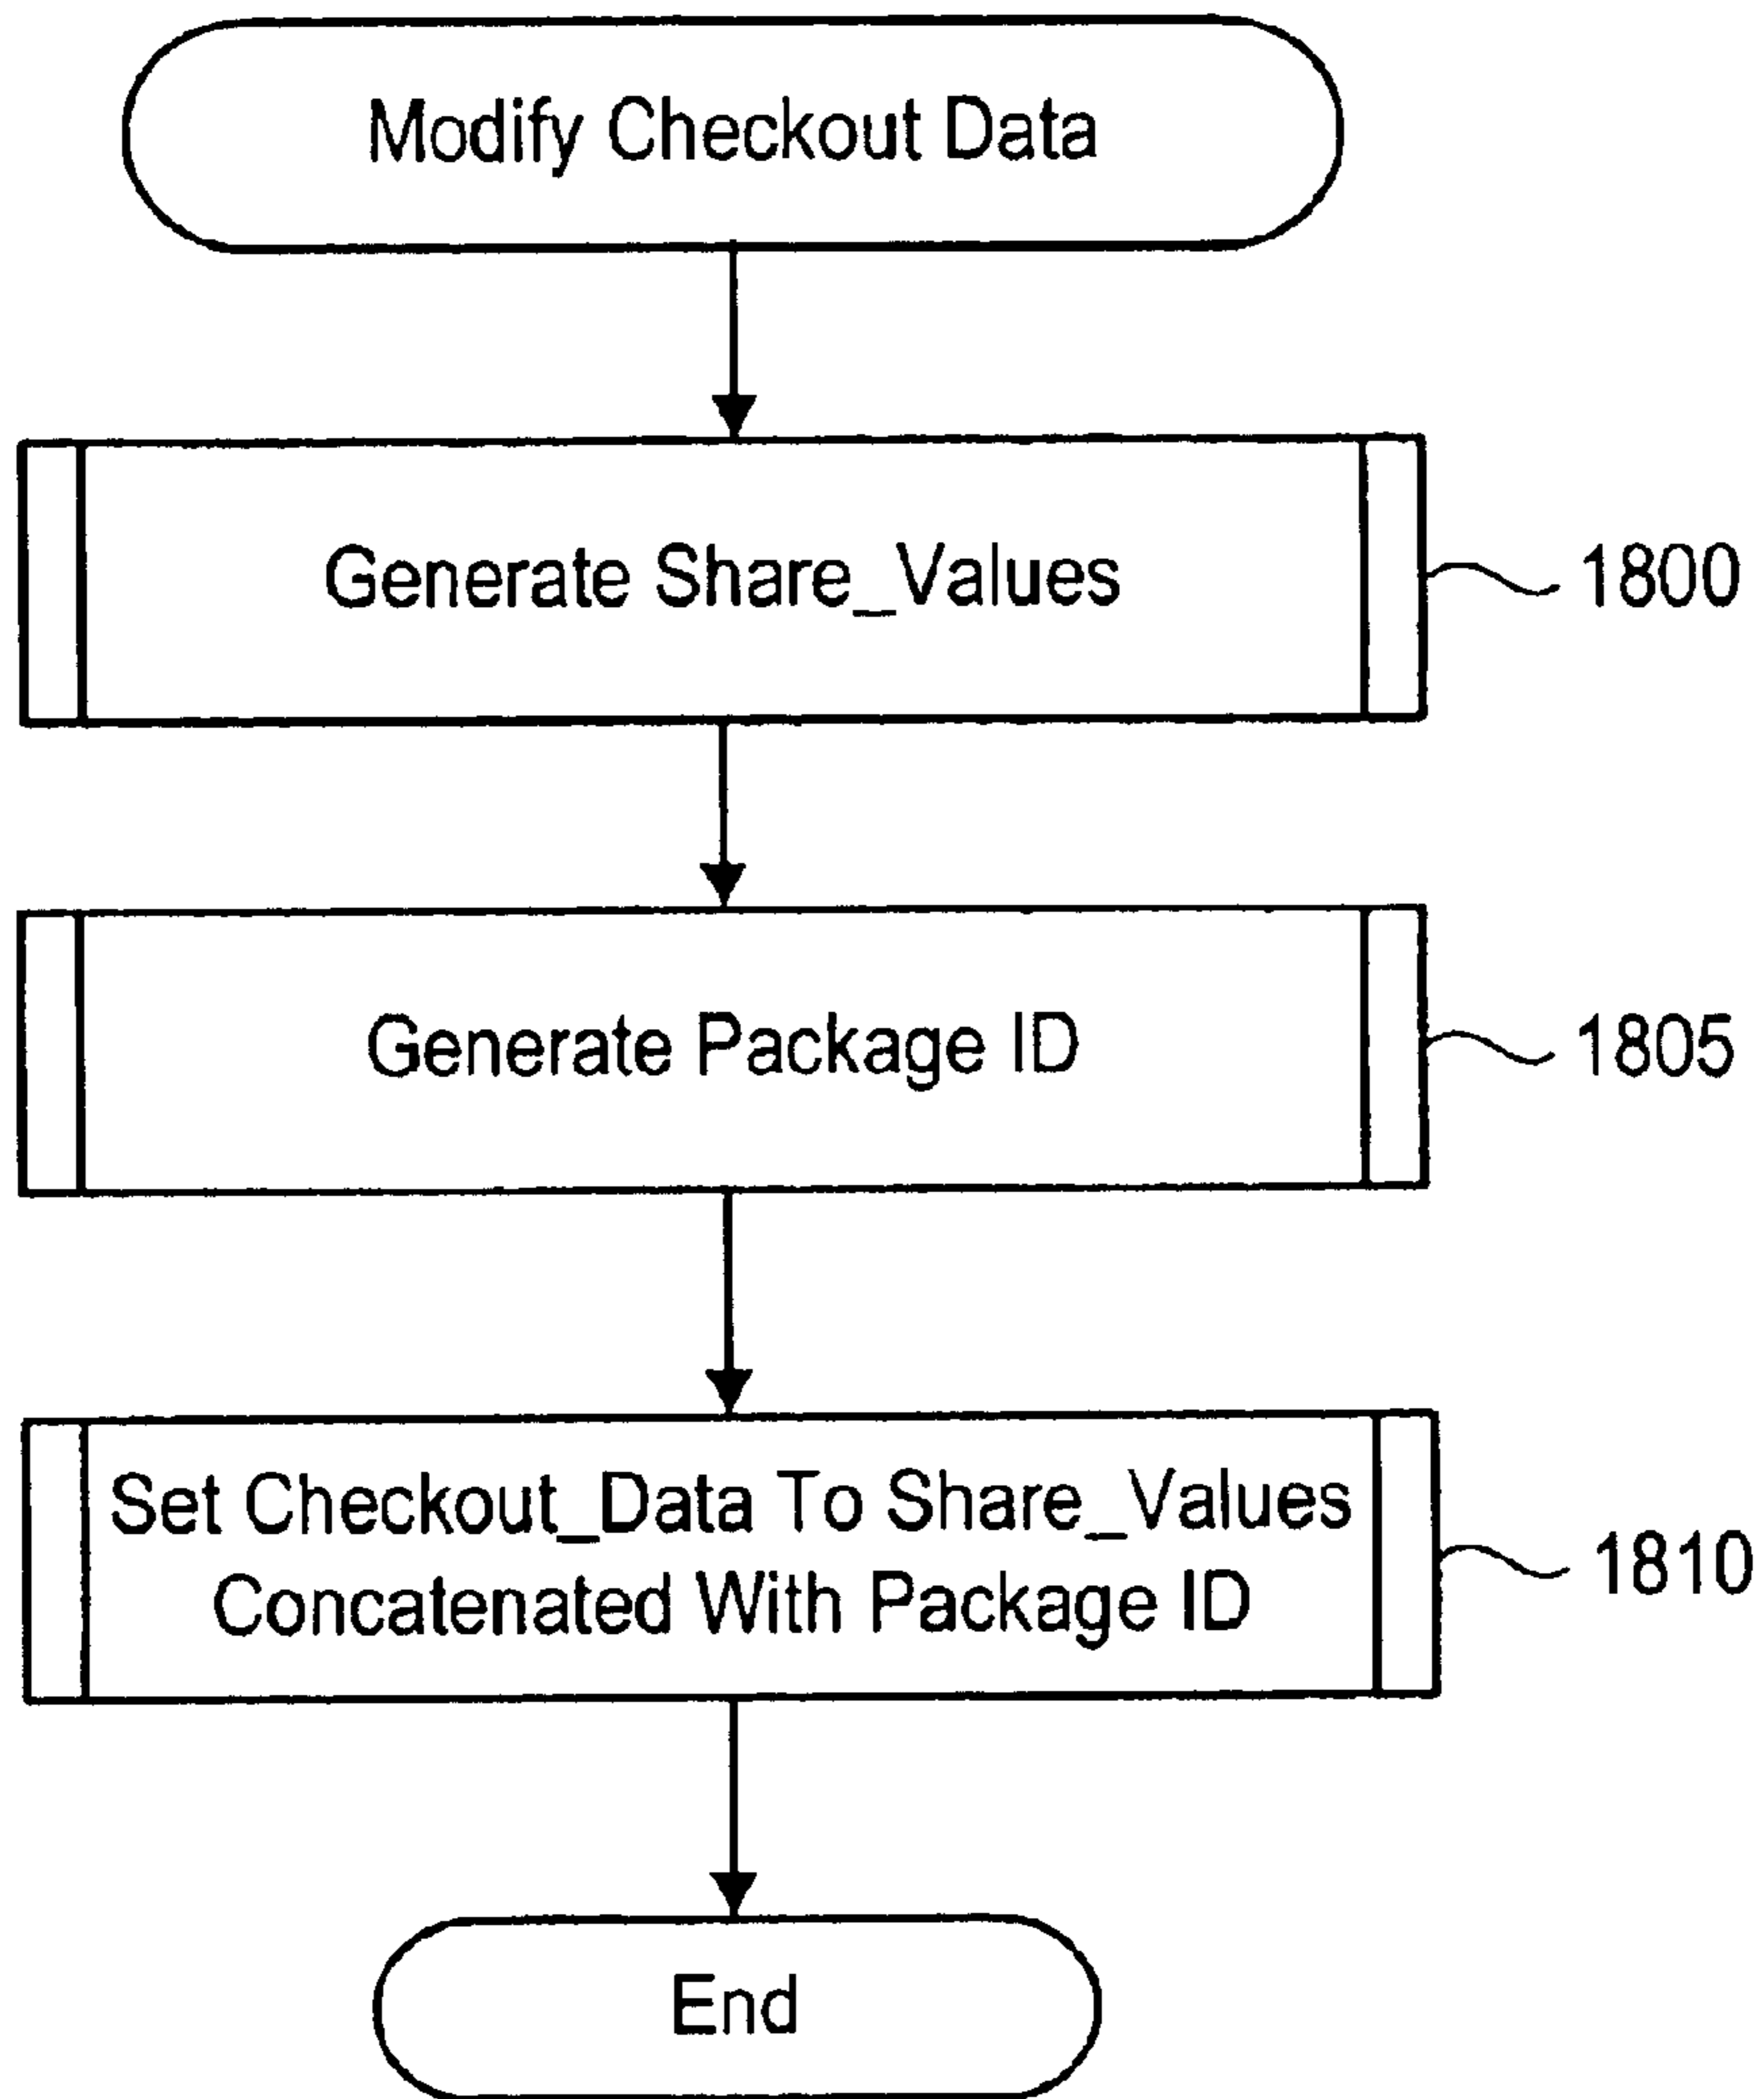 Modify Checkout Data
Generate Share_Values
1800
Generate Package ID
1805
Set Checkout_Data To Share_Values
Concatenated With Package ID
1810
End